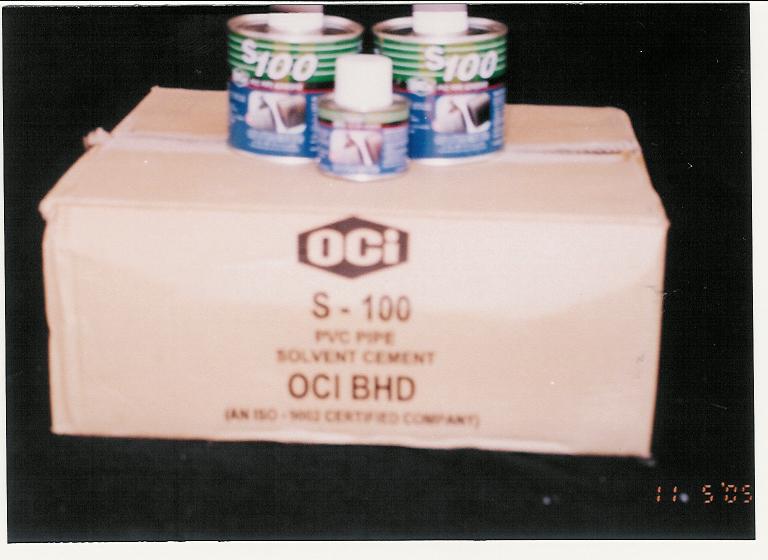 S100
S100
OCi
S - 100
PVC PIPE
SOLVENT CEMENT
OCI BHD
(AN ISO - 9002 CERTIFIED COMPANY)
11 5'05